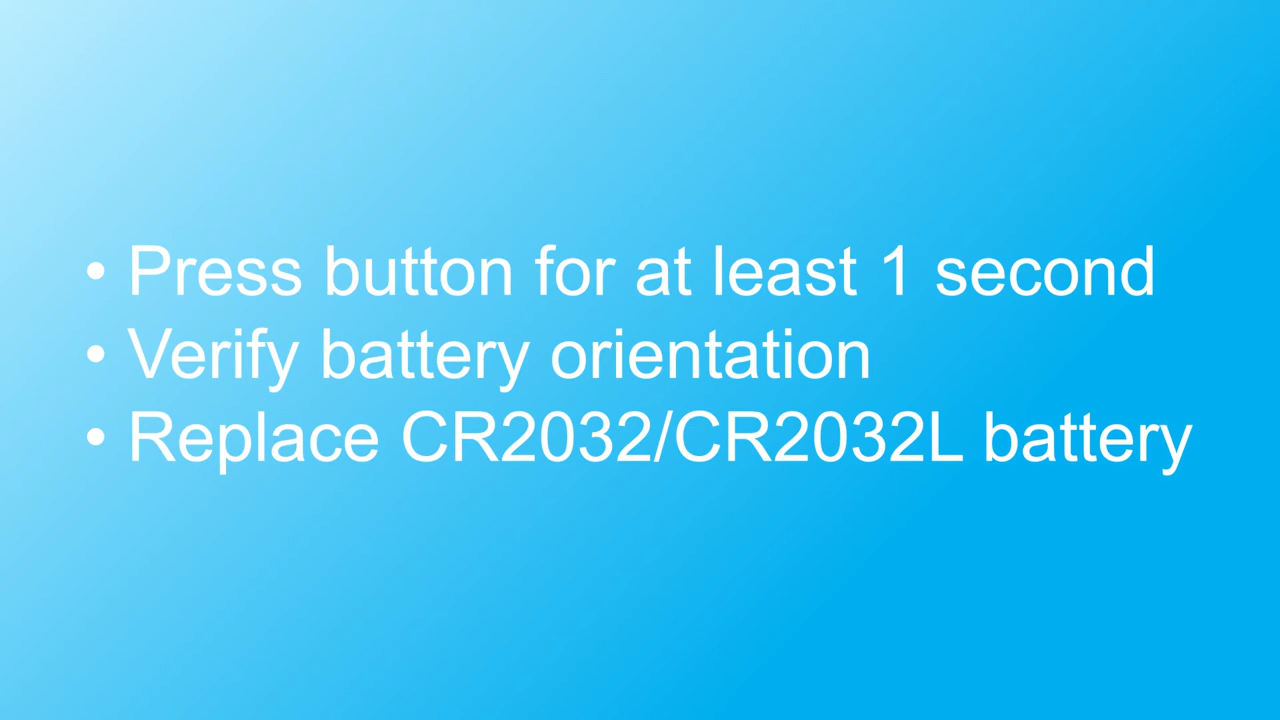 • Press button for at least 1 second
• Verify battery orientation
• Replace CR2032/CR2032L battery